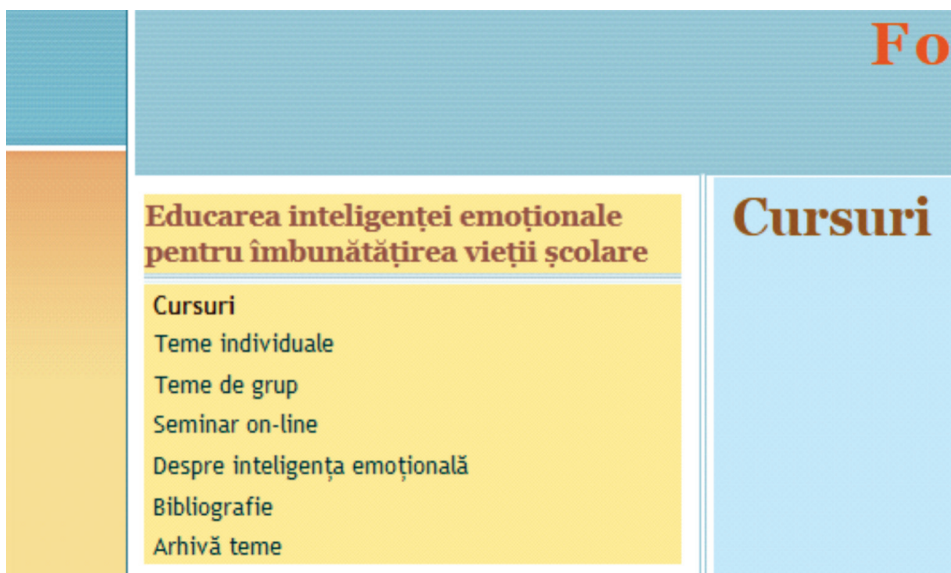 Fo
Educarea inteligenței emoționale
pentru îmbunătățirea vieții școlare
Cursuri
Cursuri
Teme individuale
Teme de grup
Seminar on-line
Despre inteligența emoțională
Bibliografie
Arhivă teme